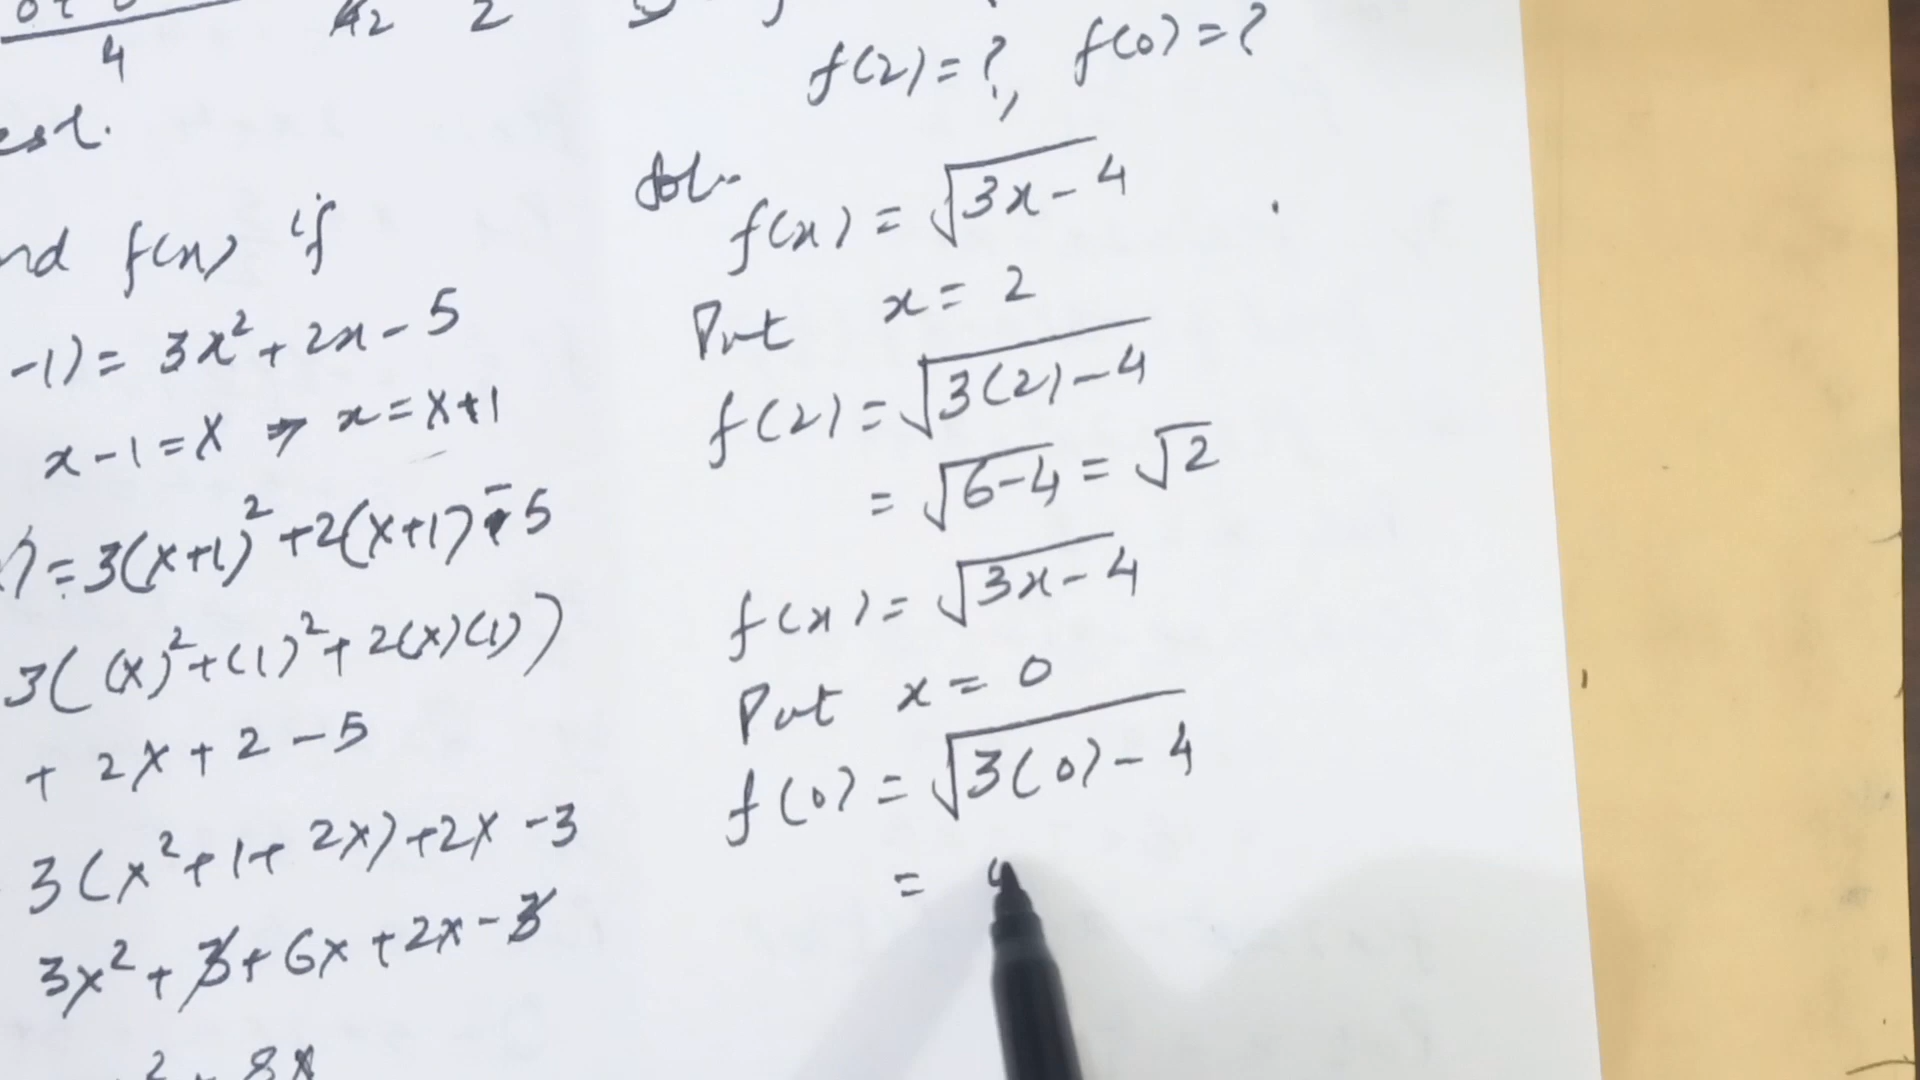 4
2
est.
f(x) if
-1) = 3x² + 2x - 5
x - 1 = X ⇒ x = X + 1
) = 3(X+1)² + 2(X+1) - 5
3((X)² + (1)² + 2(X)(1))
+ 2X + 2 - 5
3(X² + 1 + 2X) + 2X - 3
3X² + 3 + 6X + 2X - 3
² + 8X
f(2) = ?, f(0) = ?
Sol:-
f(x) = √3x - 4
Put x = 2
f(2) = √3(2) - 4
= √6-4 = √2
f(x) = √3x - 4
Put x = 0
f(0) = √3(0) - 4
=